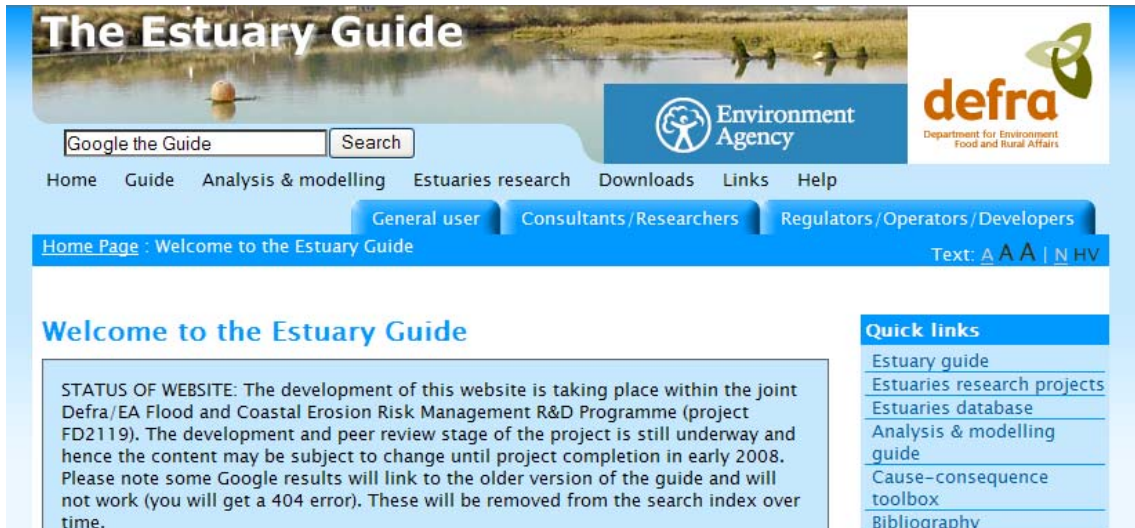 The Estuary Guide
Environment
Agency
defra
Department for Environment
Food and Rural Affairs
Google the Guide Search
Home Guide Analysis & modelling Estuaries research Downloads Links Help
General user Consultants/Researchers Regulators/Operators/Developers
Home Page : Welcome to the Estuary Guide
Text: A A A | N HV
Welcome to the Estuary Guide
STATUS OF WEBSITE: The development of this website is taking place within the joint
Defra/EA Flood and Coastal Erosion Risk Management R&D Programme (project
FD2119). The development and peer review stage of the project is still underway and
hence the content may be subject to change until project completion in early 2008.
Please note some Google results will link to the older version of the guide and will
not work (you will get a 404 error). These will be removed from the search index over
time.
Quick links
Estuary guide
Estuaries research projects
Estuaries database
Analysis & modelling
guide
Cause-consequence
toolbox
Bibliography